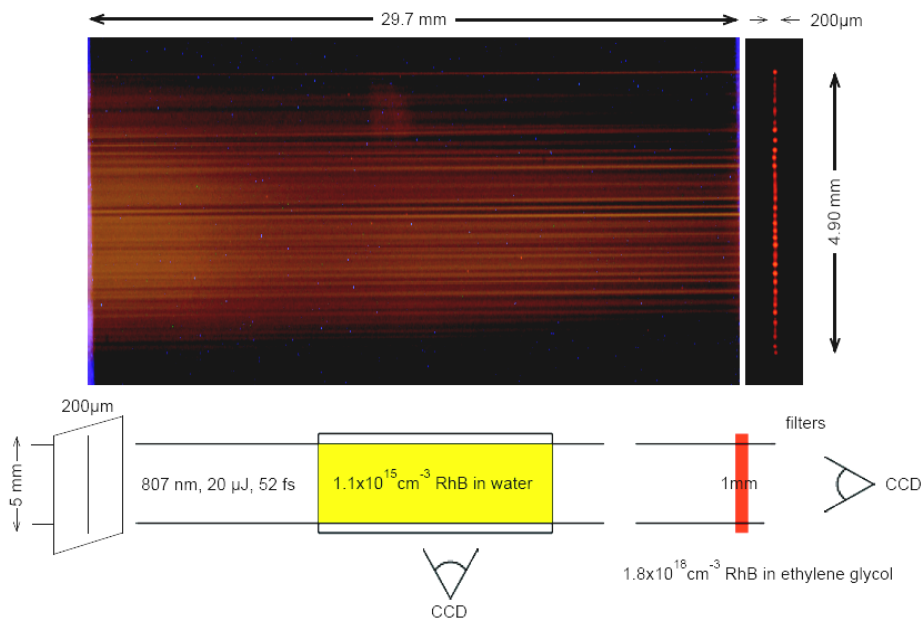 29.7 mm
200µm
4.90 mm
200µm
5 mm
807 nm, 20 µJ, 52 fs
1.1x10¹⁵cm⁻³ RhB in water
filters
1mm
CCD
CCD
1.8x10¹⁸cm⁻³ RhB in ethylene glycol